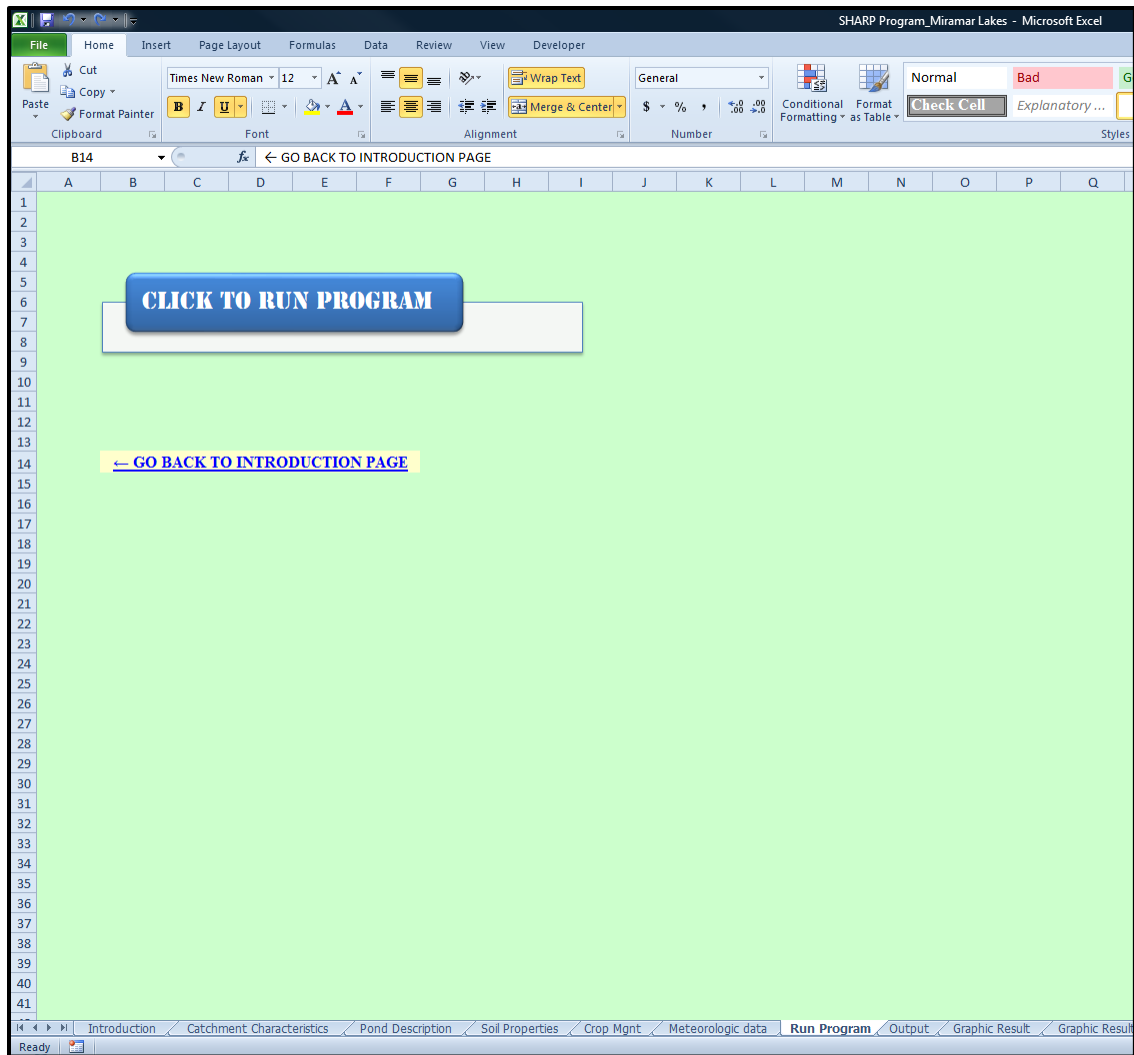 SHARP Program_Miramar Lakes - Microsoft Excel
File Home Insert Page Layout Formulas Data Review View Developer
Cut
Copy
Format Painter
Paste
Clipboard
Times New Roman 12 A A
B I U A
Font
Wrap Text
Merge & Center
Alignment
General
$ % , .0 .00 .00 .0
Number
Conditional Formatting
Format as Table
Normal Bad G
Check Cell Explanatory ...
Styles
B14 fx ← GO BACK TO INTRODUCTION PAGE
A B C D E F G H I J K L M N O P Q
1
2
3
4
5
6
7
8
9
10
11
12
13
14
15
16
17
18
19
20
21
22
23
24
25
26
27
28
29
30
31
32
33
34
35
36
37
38
39
40
41
CLICK TO RUN PROGRAM
← GO BACK TO INTRODUCTION PAGE
Introduction Catchment Characteristics Pond Description Soil Properties Crop Mgnt Meteorologic data Run Program Output Graphic Result Graphic Result
Ready